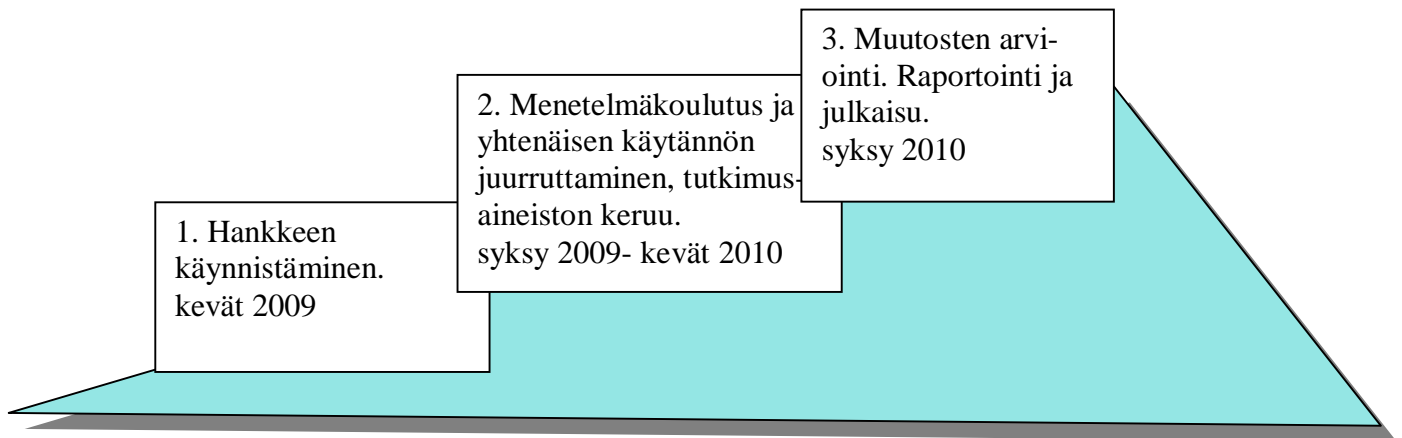 1. Hankkeen
käynnistäminen.
kevät 2009
2. Menetelmäkoulutus ja
yhtenäisen käytännön
juurruttaminen, tutkimus-
aineiston keruu.
syksy 2009- kevät 2010
3. Muutosten arvi-
ointi. Raportointi ja
julkaisu.
syksy 2010